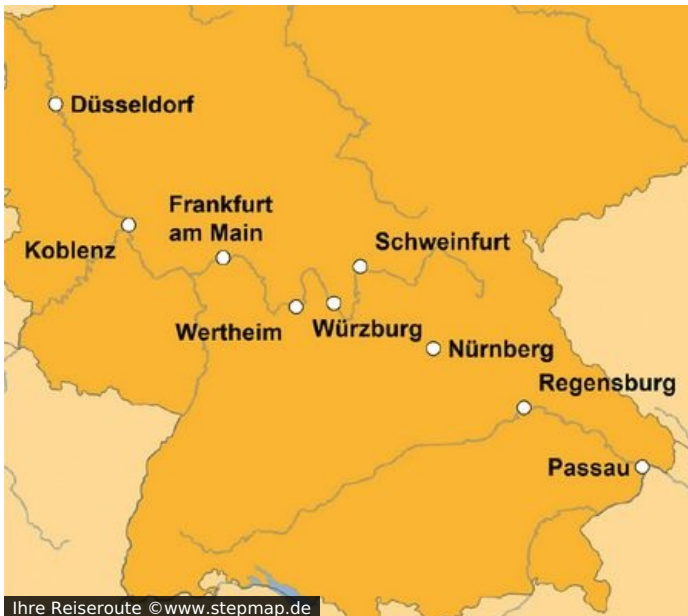 Düsseldorf
Frankfurt
am Main
Koblenz
Schweinfurt
Wertheim
Würzburg
Nürnberg
Regensburg
Passau
Ihre Reiseroute ©www.stepmap.de